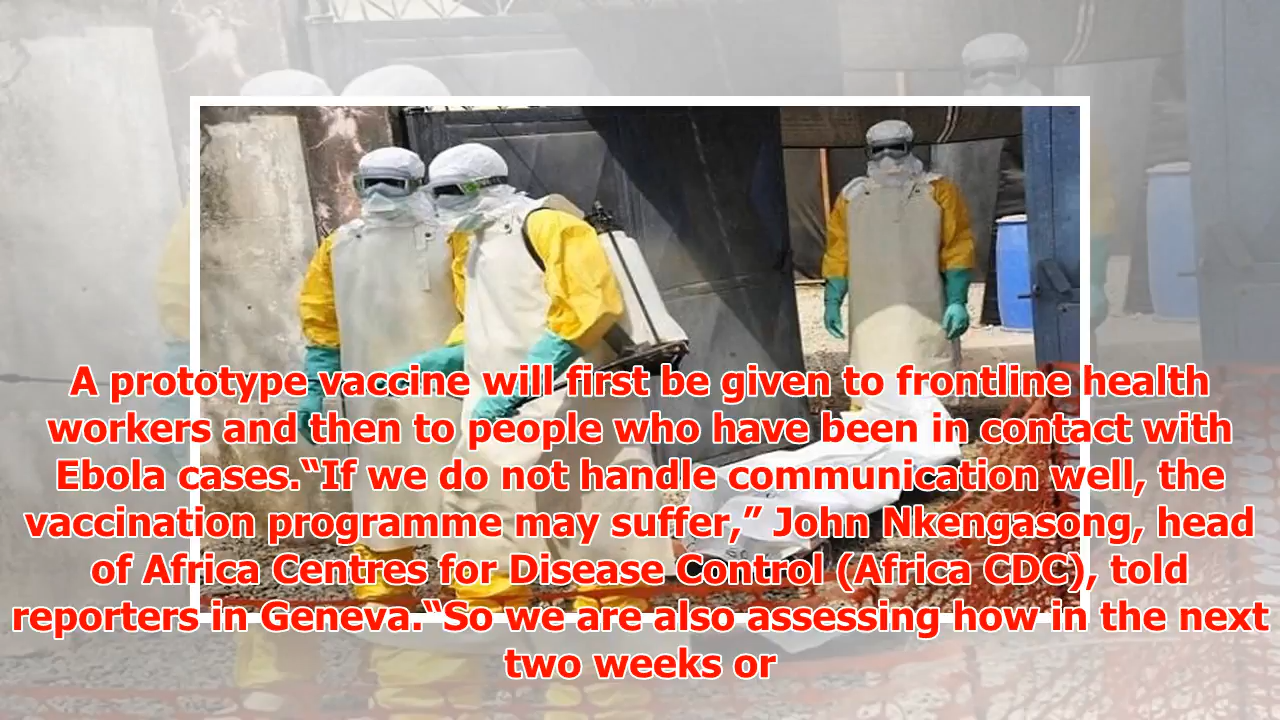 A prototype vaccine will first be given to frontline health
workers and then to people who have been in contact with
Ebola cases.“If we do not handle communication well, the
vaccination programme may suffer,” John Nkengasong, head
of Africa Centres for Disease Control (Africa CDC), told
reporters in Geneva.“So we are also assessing how in the next
two weeks or